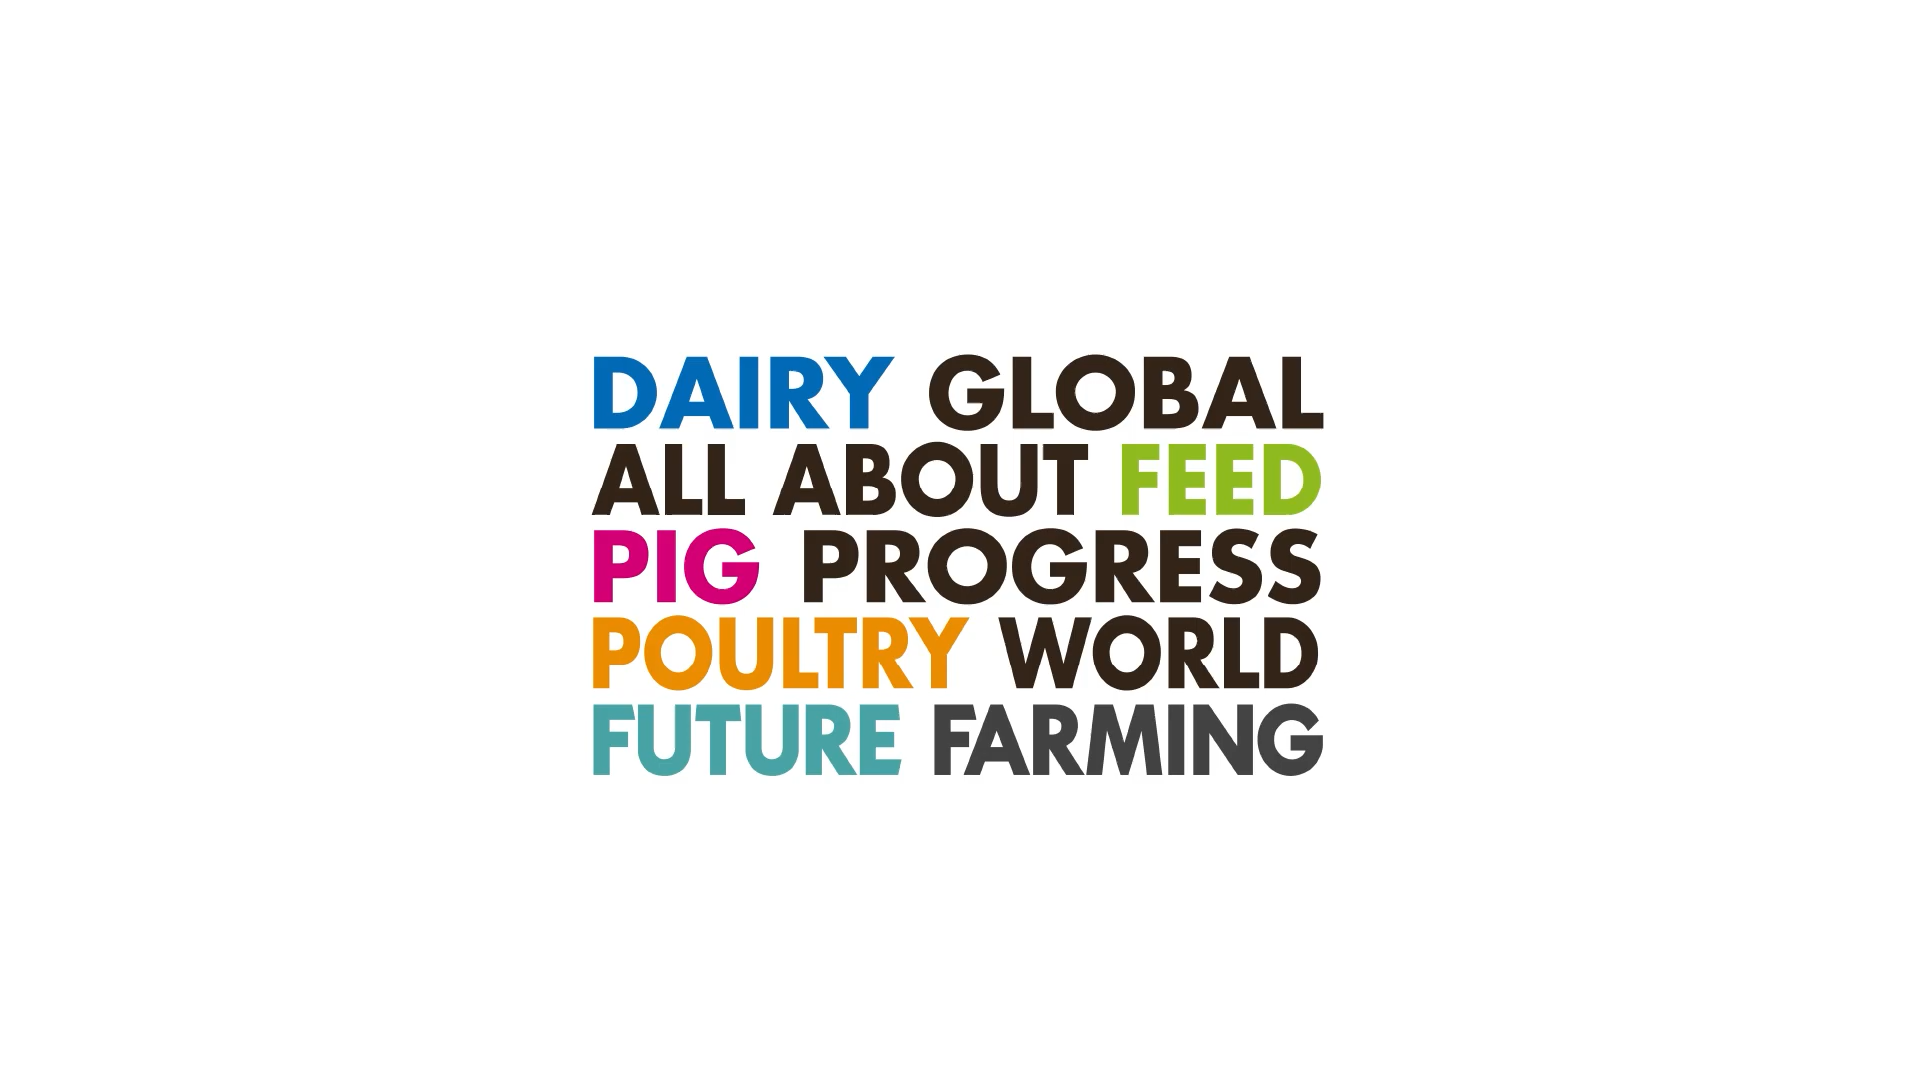 DAIRY GLOBAL
ALL ABOUT FEED
PIG PROGRESS
POULTRY WORLD
FUTURE FARMING